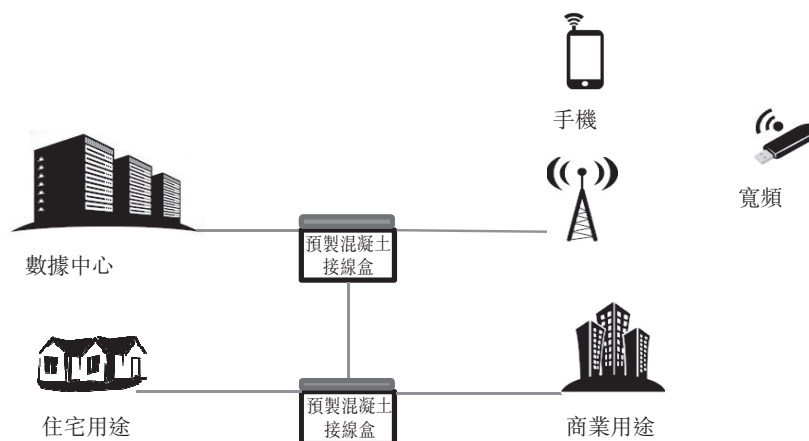 手機
寬頻
預製混凝土
接線盒
數據中心
預製混凝土
接線盒
住宅用途
商業用途